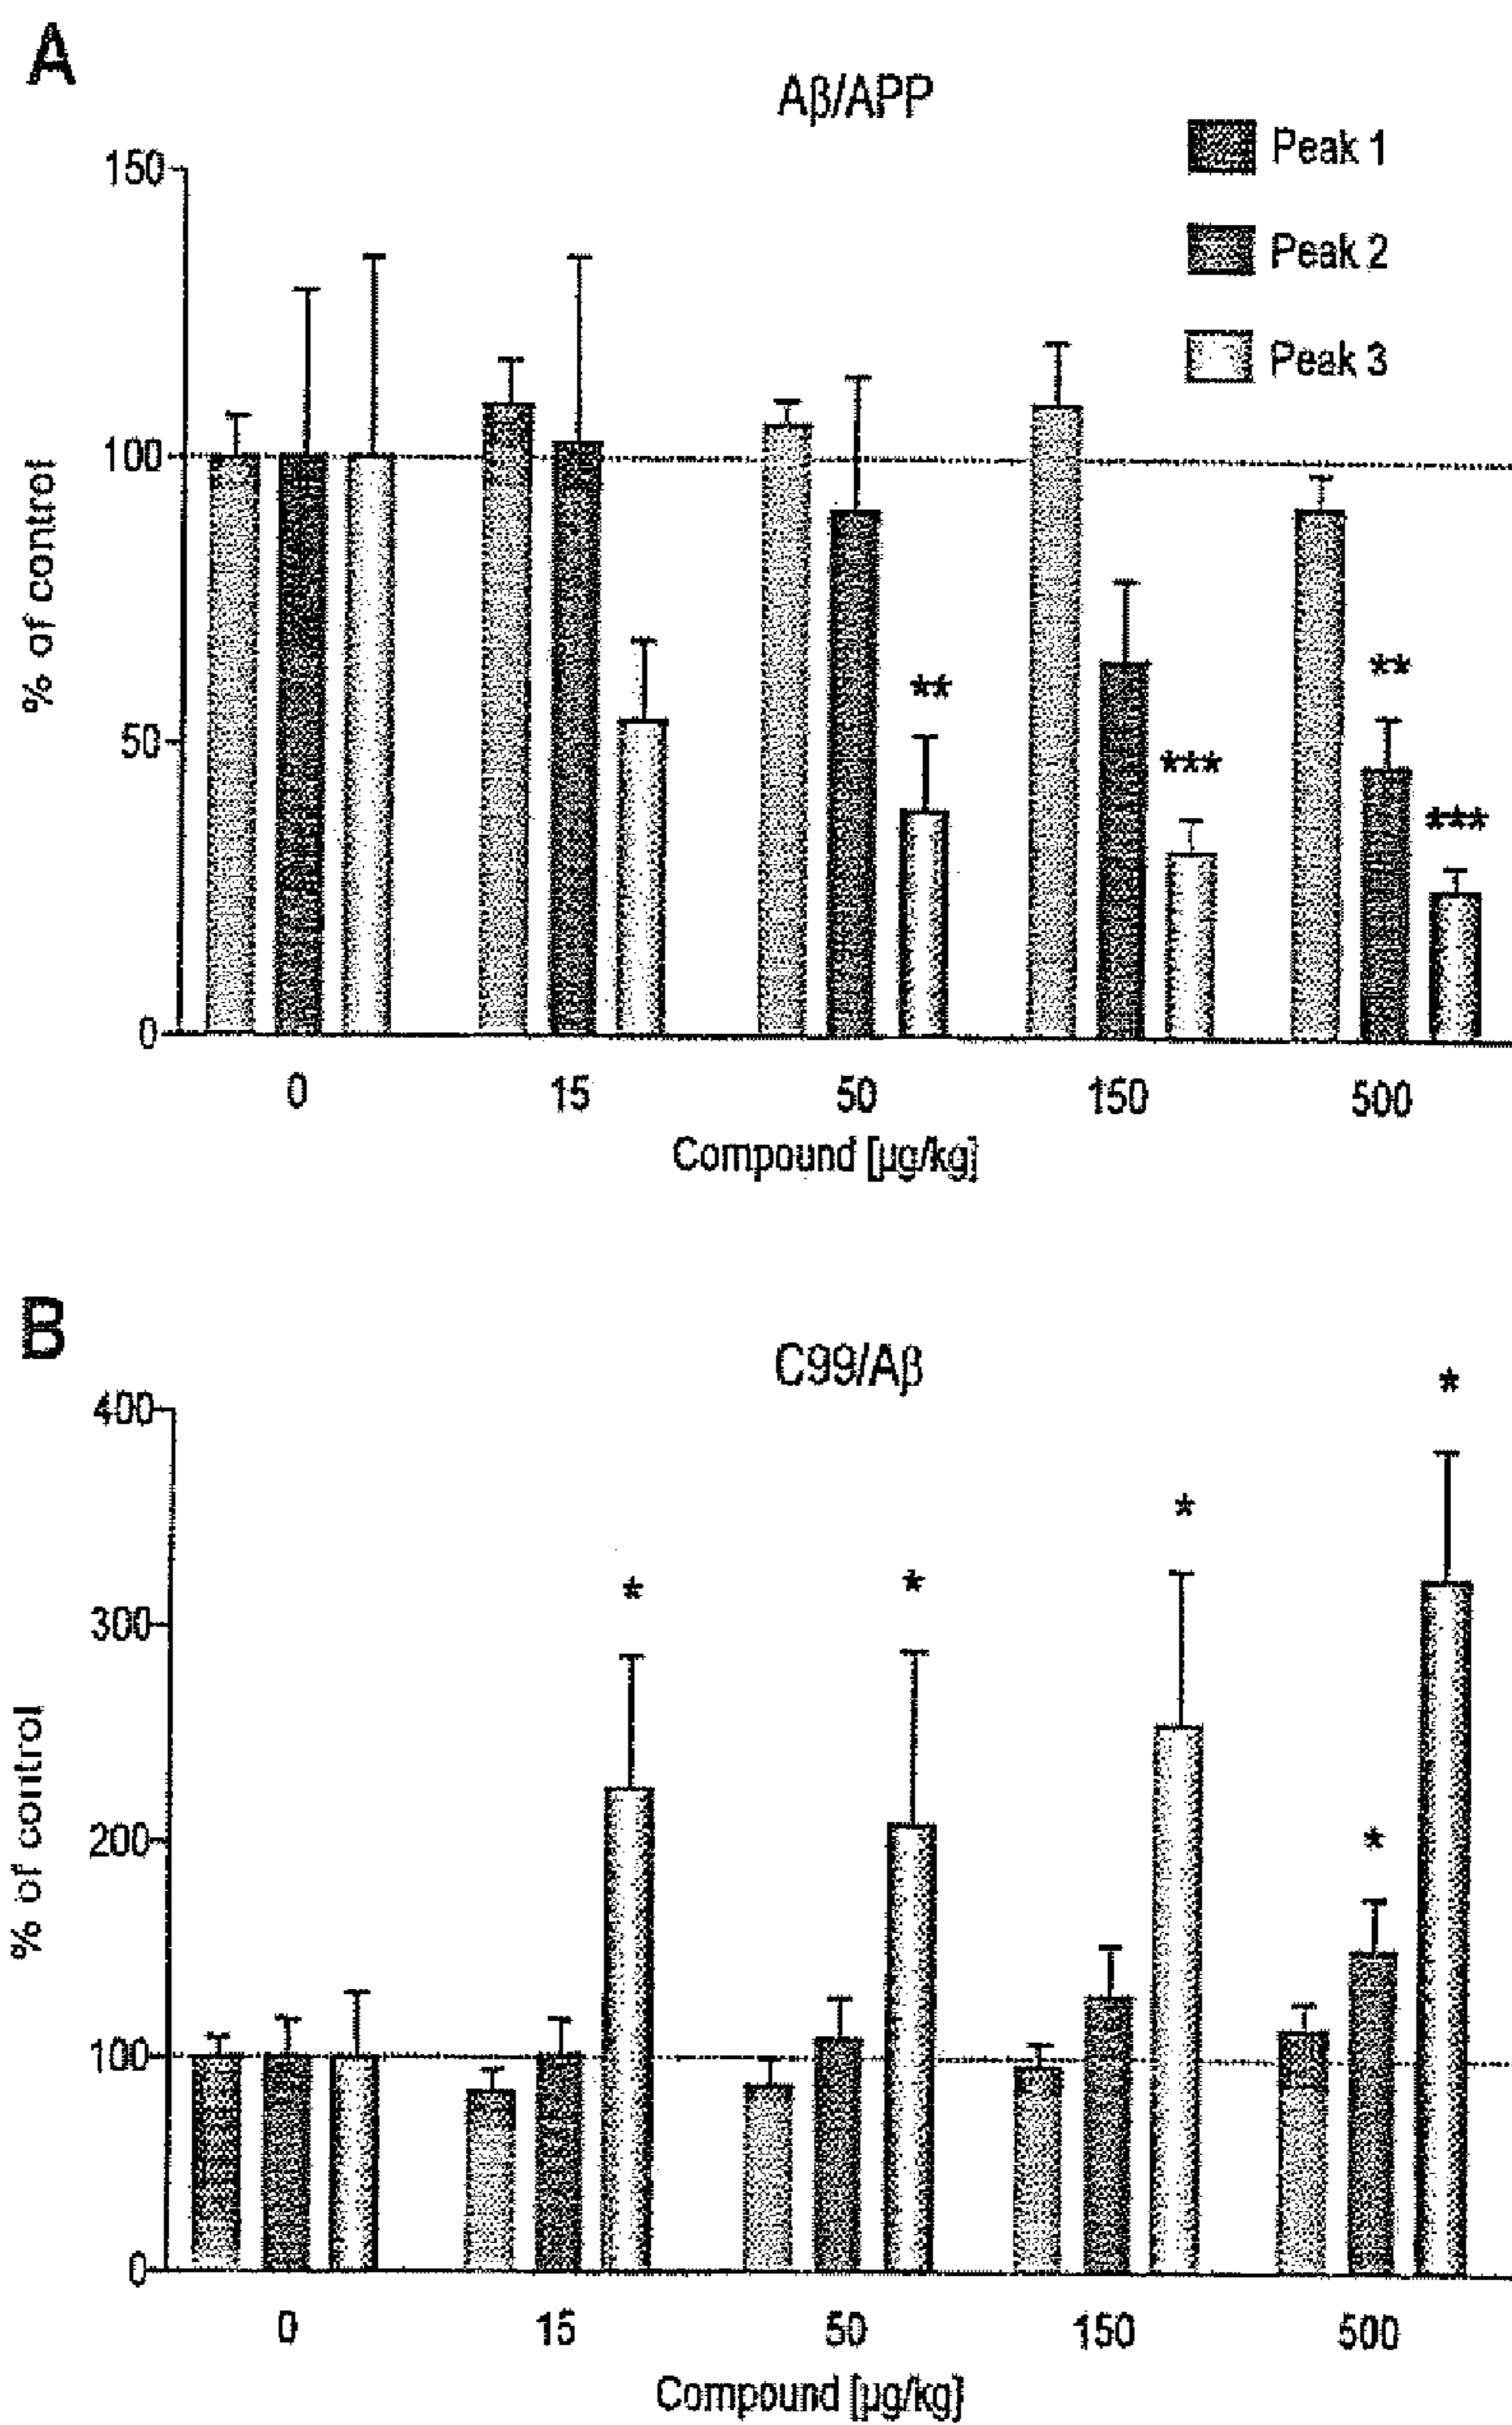 A
Aβ/APP
Peak 1
Peak 2
Peak 3
150
100
50
0
% of control
**
***
**
***
0 15 50 150 500
Compound [µg/kg]
B
C99/Aβ
400
300
200
100
0
% of control
*
*
*
*
*
0 15 50 150 500
Compound [µg/kg]